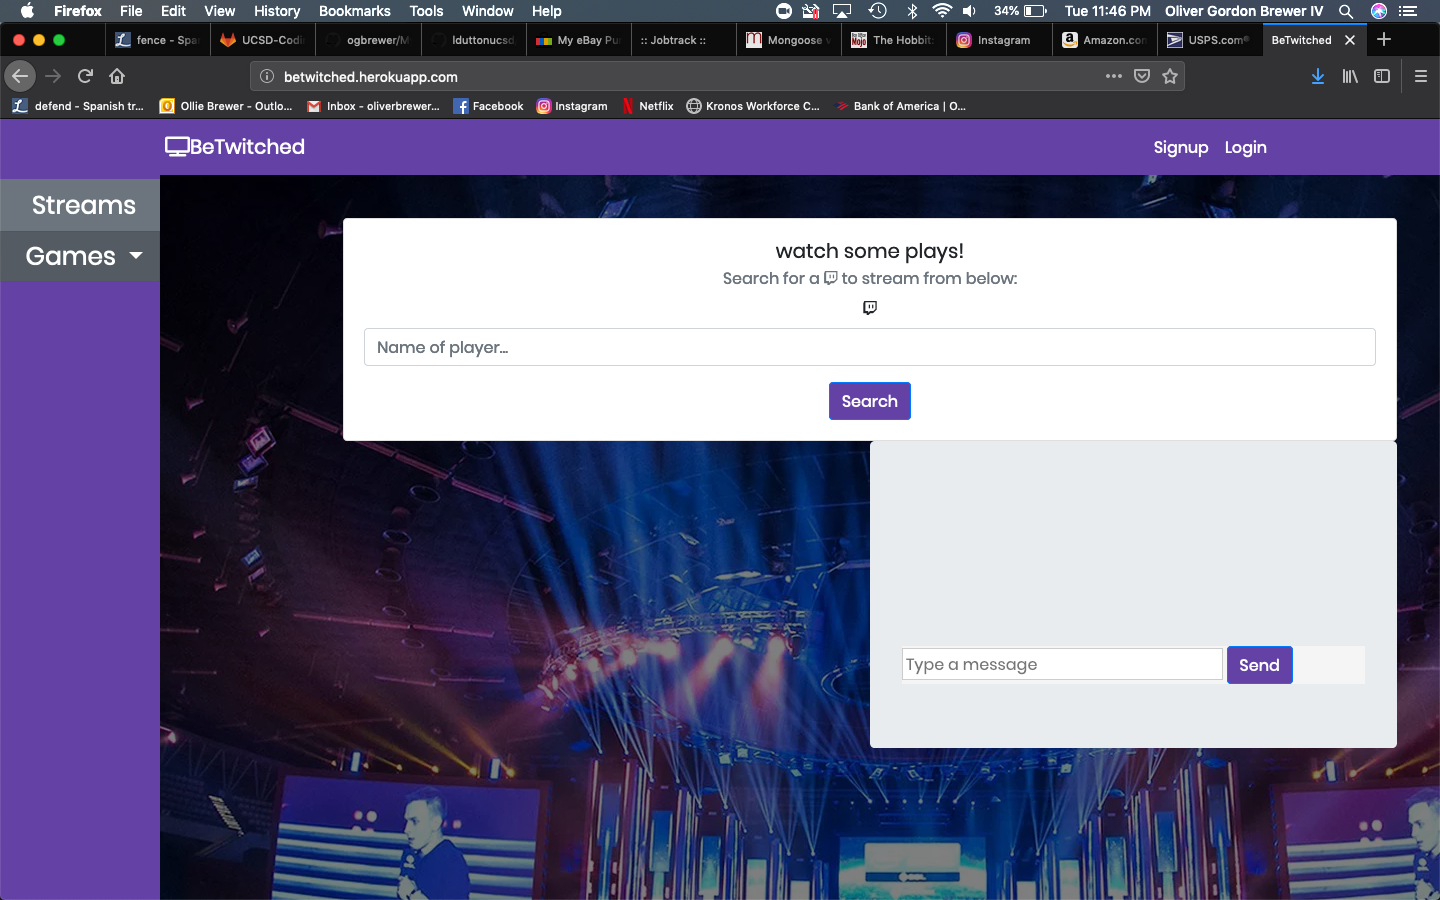 Firefox File Edit View History Bookmarks Tools Window Help 34% Tue 11:46 PM Oliver Gordon Brewer IV
fence - Spa UCSD-Codi ogbrewer/M lduttonucsd My eBay Pu :: Jobtrack :: Mongoose v The Hobbit: Instagram Amazon.con USPS.com® BeTwitched
betwitched.herokuapp.com
defend - Spanish tr... Ollie Brewer - Outlo... Inbox - oliverbrewer... Facebook Instagram Netflix Kronos Workforce C... Bank of America | O...
BeTwitched Signup Login
Streams
Games
watch some plays!
Search for a to stream from below:
Name of player...
Search
Type a message Send